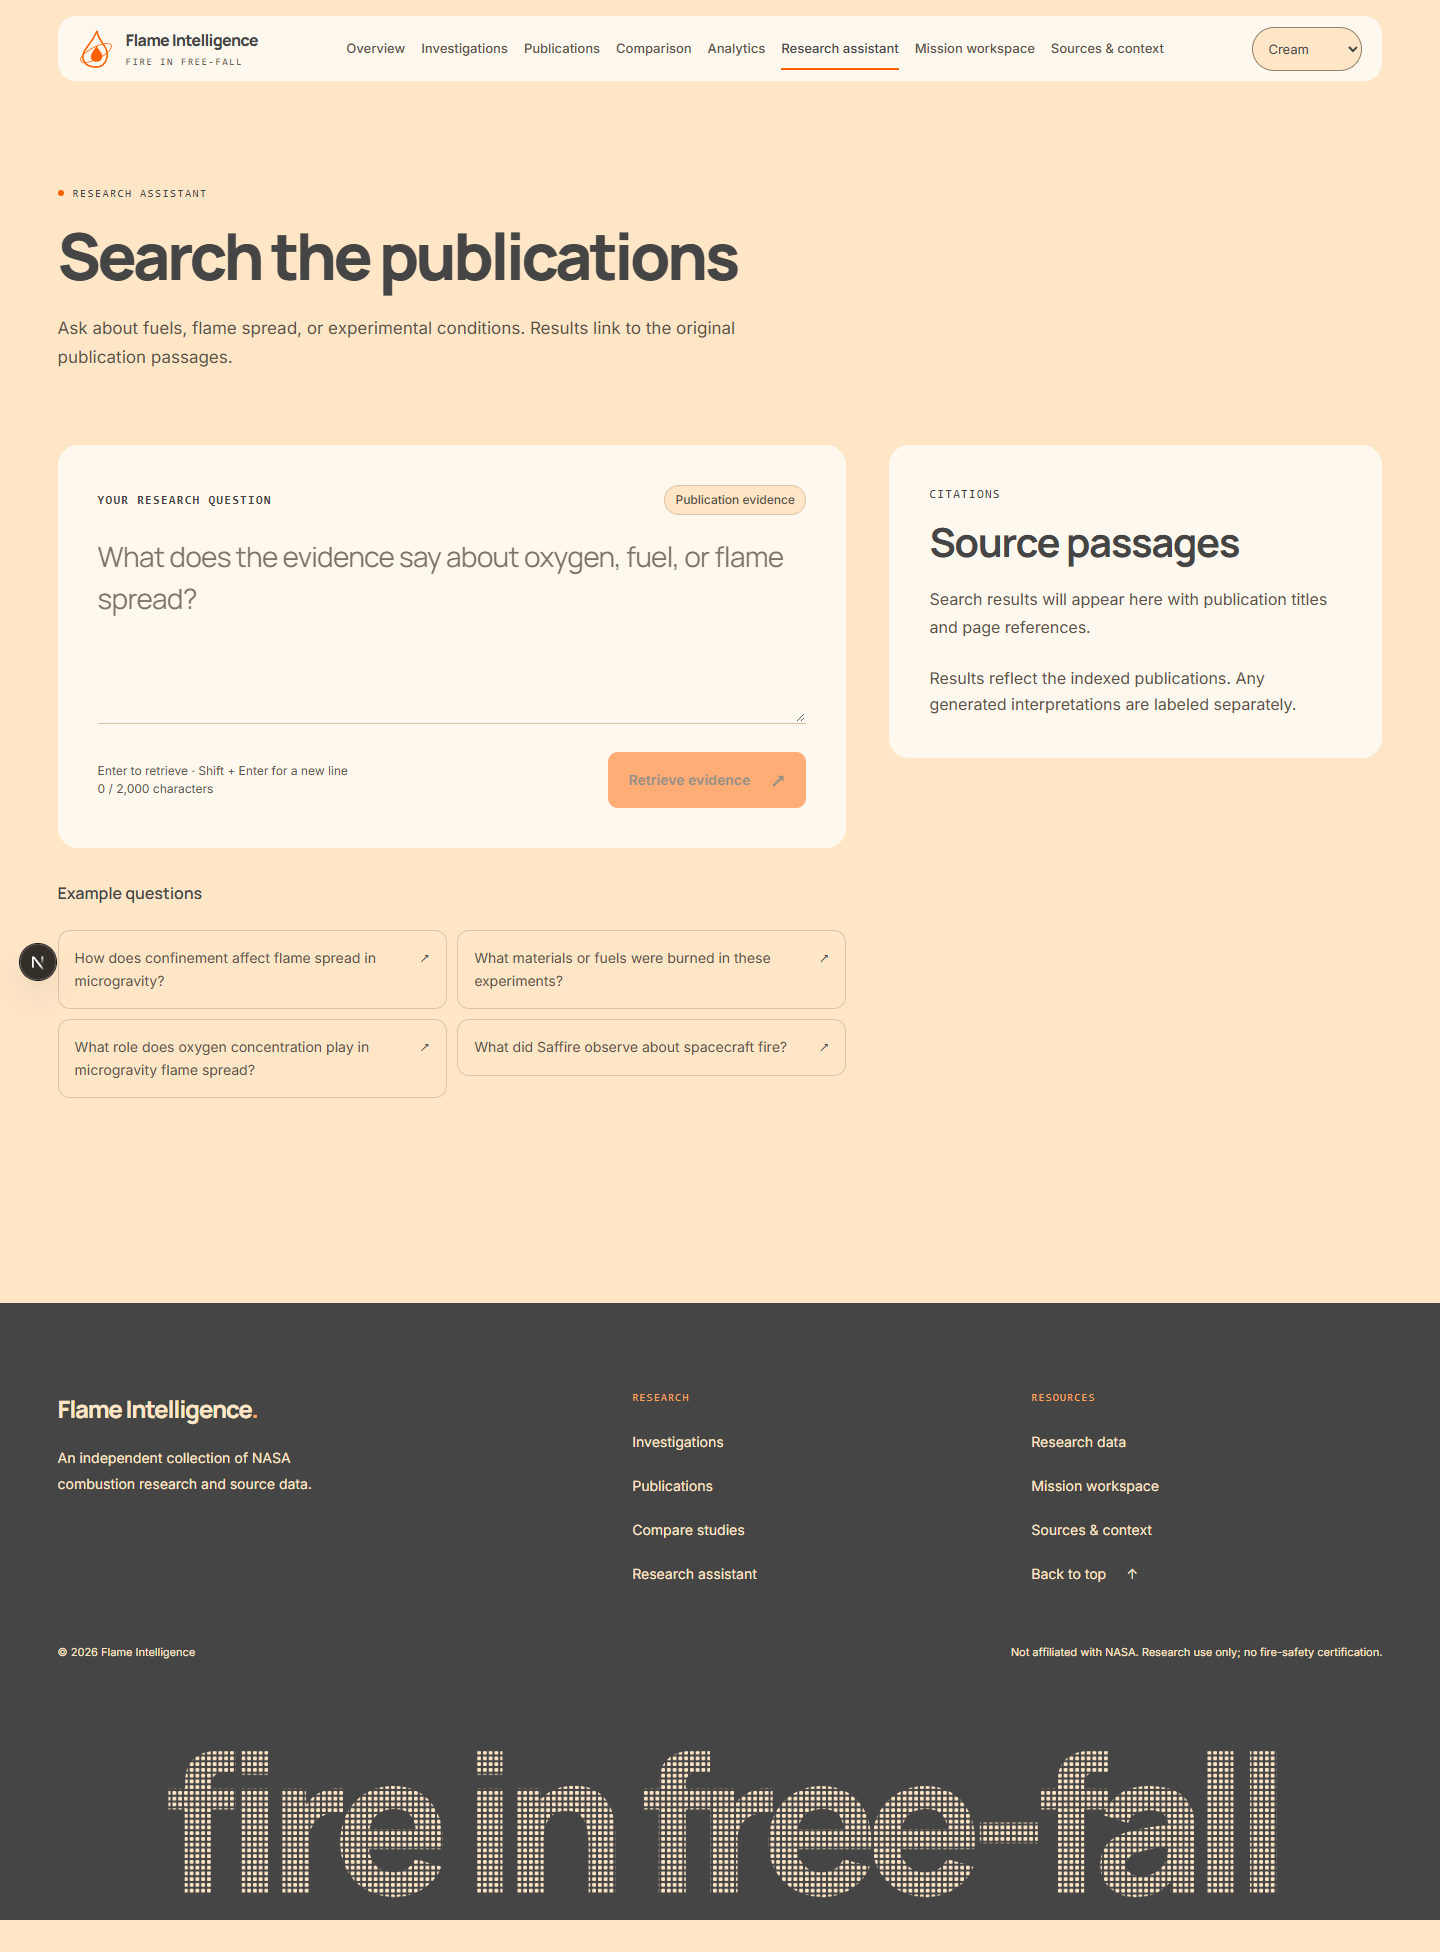 Flame Intelligence
FIRE IN FREE-FALL
Overview
Investigations
Publications
Comparison
Analytics
Research assistant
Mission workspace
Sources & context
Cream
RESEARCH ASSISTANT
Search the publications
Ask about fuels, flame spread, or experimental conditions. Results link to the original
publication passages.
YOUR RESEARCH QUESTION
Publication evidence
What does the evidence say about oxygen, fuel, or flame
spread?
Enter to retrieve · Shift + Enter for a new line
0 / 2,000 characters
Retrieve evidence ↗
CITATIONS
Source passages
Search results will appear here with publication titles
and page references.
Results reflect the indexed publications. Any
generated interpretations are labeled separately.
Example questions
N
How does confinement affect flame spread in
microgravity?
↗
What materials or fuels were burned in these
experiments?
↗
What role does oxygen concentration play in
microgravity flame spread?
↗
What did Saffire observe about spacecraft fire?
↗
Flame Intelligence.
An independent collection of NASA
combustion research and source data.
RESEARCH
Investigations
Publications
Compare studies
Research assistant
RESOURCES
Research data
Mission workspace
Sources & context
Back to top ↑
© 2026 Flame Intelligence
Not affiliated with NASA. Research use only; no fire-safety certification.
fire in free-fall